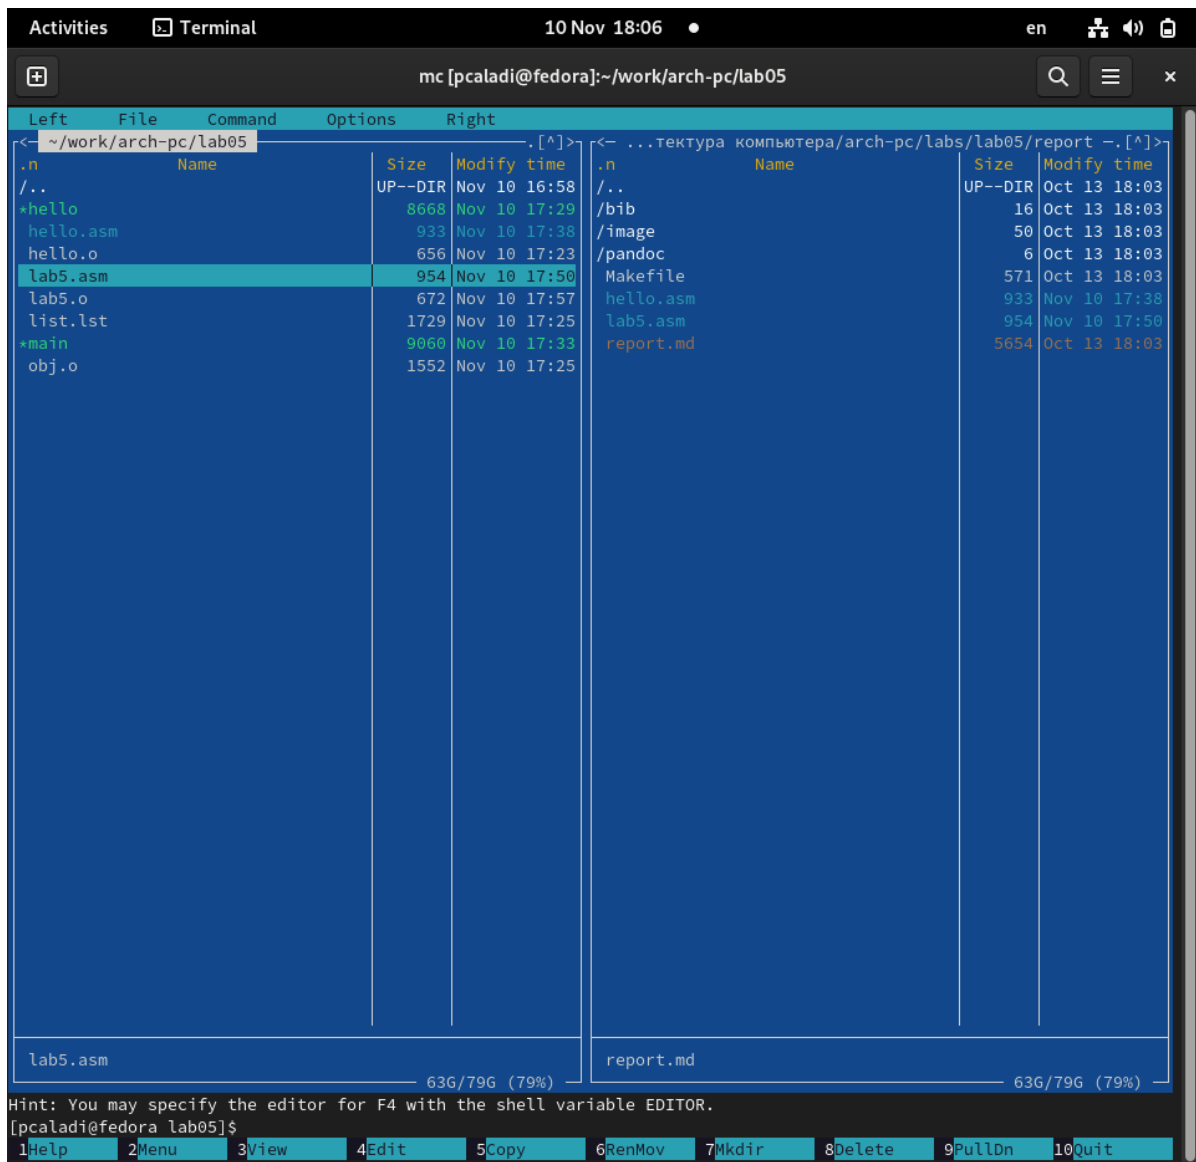 Activities Terminal 10 Nov 18:06 en
mc [pcaladi@fedora]:~/work/arch-pc/lab05
Left File Command Options Right
<─ ~/work/arch-pc/lab05 ─.[^]>
.n Name Size Modify time
/.. UP--DIR Nov 10 16:58
*hello 8668 Nov 10 17:29
hello.asm 933 Nov 10 17:38
hello.o 656 Nov 10 17:23
lab5.asm 954 Nov 10 17:50
lab5.o 672 Nov 10 17:57
list.lst 1729 Nov 10 17:25
*main 9060 Nov 10 17:33
obj.o 1552 Nov 10 17:25
lab5.asm
63G/79G (79%)
<─ ...тектура компьютера/arch-pc/labs/lab05/report ─.[^]>
.n Name Size Modify time
/.. UP--DIR Oct 13 18:03
/bib 16 Oct 13 18:03
/image 50 Oct 13 18:03
/pandoc 6 Oct 13 18:03
Makefile 571 Oct 13 18:03
hello.asm 933 Nov 10 17:38
lab5.asm 954 Nov 10 17:50
report.md 5654 Oct 13 18:03
report.md
63G/79G (79%)
Hint: You may specify the editor for F4 with the shell variable EDITOR.
[pcaladi@fedora lab05]$
1Help 2Menu 3View 4Edit 5Copy 6RenMov 7Mkdir 8Delete 9PullDn 10Quit